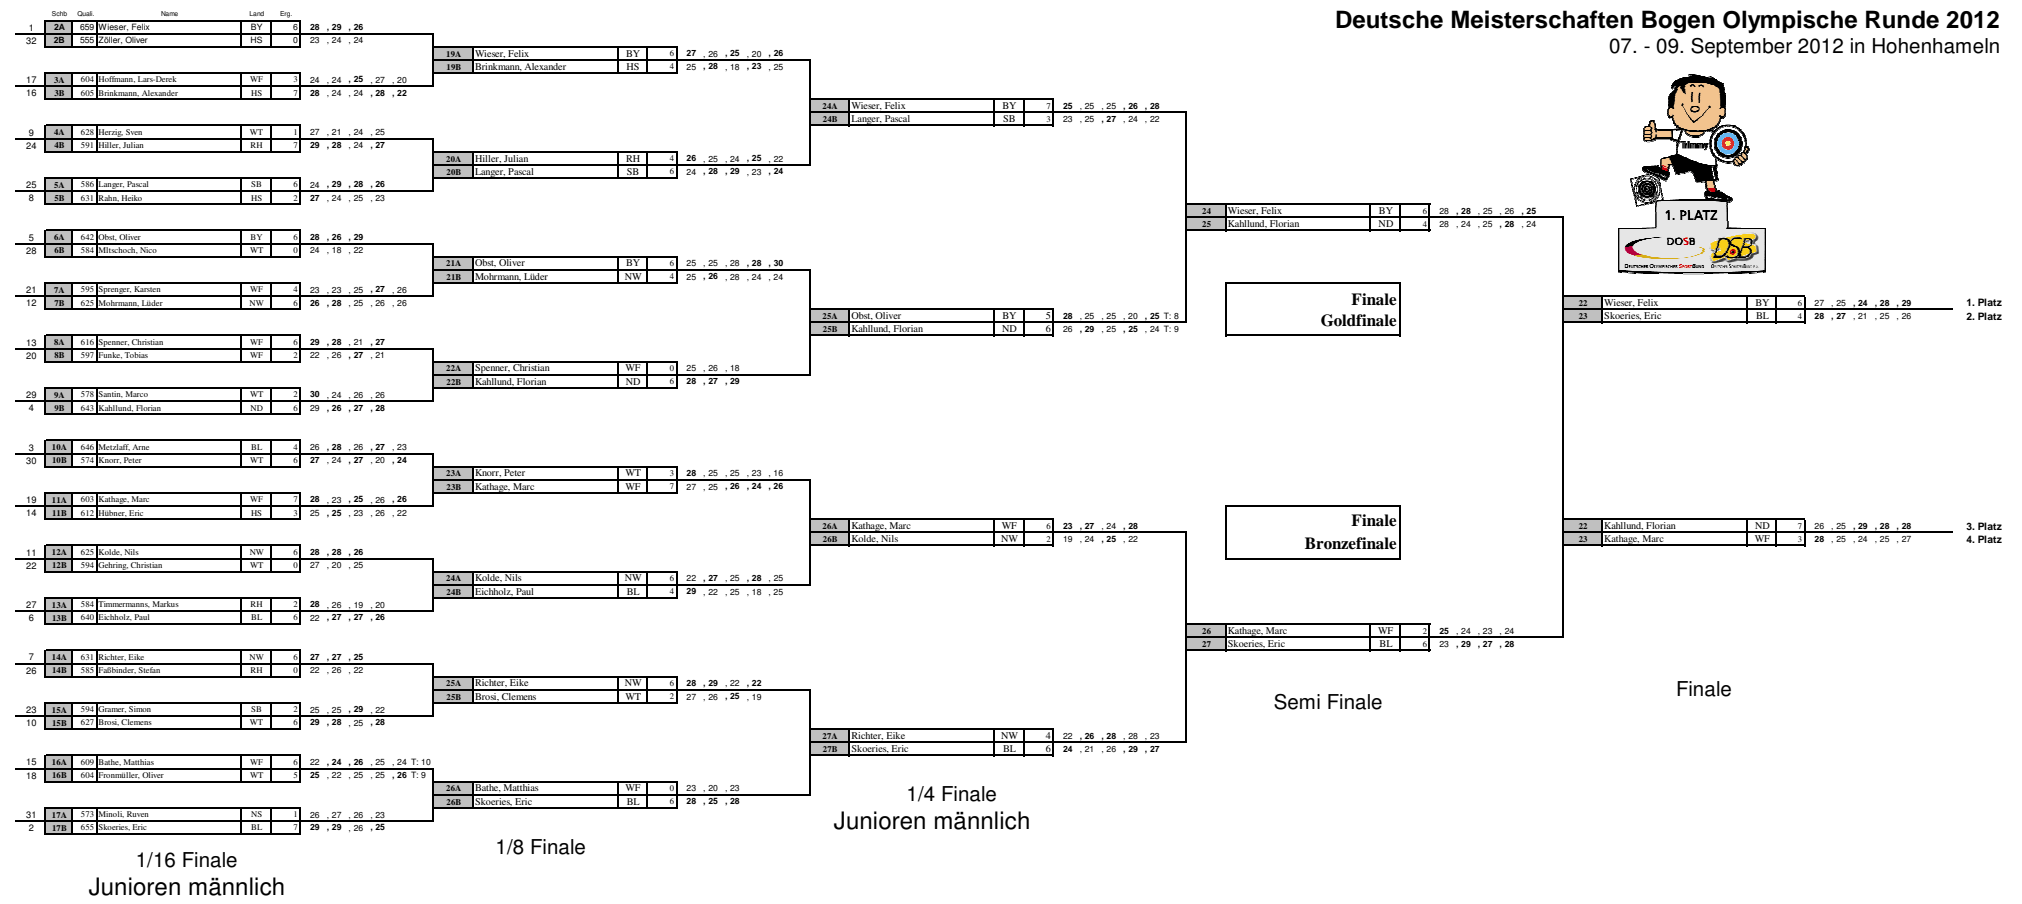 Deutsche Meisterschaften Bogen Olympische Runde 2012
07. - 09. September 2012 in Hohenhameln
Schb Quali. Name Land Erg.
1 2A 659 Wieser, Felix BY 6 28 , 29 , 26
32 2B 555 Zöller, Oliver HS 0 23 , 24 , 24
17 3A 604 Hoffmann, Lars-Derek WF 3 24 , 24 , 25 , 27 , 20
16 3B 605 Brinkmann, Alexander HS 7 28 , 24 , 24 , 28 , 22
9 4A 628 Herzig, Sven WT 1 27 , 21 , 24 , 25
24 4B 591 Hiller, Julian RH 7 29 , 28 , 24 , 27
25 5A 586 Langer, Pascal SB 6 24 , 29 , 28 , 26
8 5B 631 Rahn, Heiko HS 2 27 , 24 , 25 , 23
5 6A 642 Obst, Oliver BY 6 28 , 26 , 29
28 6B 584 Mltschoch, Nico WT 0 24 , 18 , 22
21 7A 595 Sprenger, Karsten WF 4 23 , 23 , 25 , 27 , 26
12 7B 625 Mohrmann, Lüder NW 6 26 , 28 , 25 , 26 , 26
13 8A 616 Spenner, Christian WF 6 29 , 28 , 21 , 27
20 8B 597 Funke, Tobias WF 2 22 , 26 , 27 , 21
29 9A 578 Santin, Marco WT 2 30 , 24 , 26 , 26
4 9B 643 Kahllund, Florian ND 6 29 , 26 , 27 , 28
3 10A 646 Metzlaff, Arne BL 4 26 , 28 , 26 , 27 , 23
30 10B 574 Knorr, Peter WT 6 27 , 24 , 27 , 20 , 24
19 11A 603 Kathage, Marc WF 7 28 , 23 , 25 , 26 , 26
14 11B 612 Hübner, Eric HS 3 25 , 25 , 23 , 26 , 22
11 12A 625 Kolde, Nils NW 6 28 , 28 , 26
22 12B 594 Gehring, Christian WT 0 27 , 20 , 25
27 13A 584 Timmermanns, Markus RH 2 28 , 26 , 19 , 20
6 13B 640 Eichholz, Paul BL 6 22 , 27 , 27 , 26
7 14A 631 Richter, Eike NW 6 27 , 27 , 25
26 14B 585 Faßbinder, Stefan RH 0 22 , 26 , 22
23 15A 594 Gramer, Simon SB 2 25 , 25 , 29 , 22
10 15B 627 Brosi, Clemens WT 6 29 , 28 , 25 , 28
15 16A 609 Bathe, Matthias WF 6 22 , 24 , 26 , 25 , 24 T: 10
18 16B 604 Fronmüller, Oliver WT 5 25 , 22 , 25 , 25 , 26 T: 9
31 17A 573 Minoli, Ruven NS 1 26 , 27 , 26 , 23
2 17B 655 Skoeries, Eric BL 7 29 , 29 , 26 , 25
1/16 Finale
Junioren männlich
19A Wieser, Felix BY 6 27 , 26 , 25 , 20 , 26
19B Brinkmann, Alexander HS 4 25 , 28 , 18 , 23 , 25
20A Hiller, Julian RH 4 26 , 25 , 24 , 25 , 22
20B Langer, Pascal SB 6 24 , 28 , 29 , 23 , 24
21A Obst, Oliver BY 6 25 , 25 , 28 , 28 , 30
21B Mohrmann, Lüder NW 4 25 , 26 , 28 , 24 , 24
22A Spenner, Christian WF 0 25 , 26 , 18
22B Kahllund, Florian ND 6 28 , 27 , 29
23A Knorr, Peter WT 3 28 , 25 , 25 , 23 , 16
23B Kathage, Marc WF 7 27 , 25 , 26 , 24 , 26
24A Kolde, Nils NW 6 22 , 27 , 25 , 28 , 25
24B Eichholz, Paul BL 4 29 , 22 , 25 , 18 , 25
25A Richter, Eike NW 6 28 , 29 , 22 , 22
25B Brosi, Clemens WT 2 27 , 26 , 25 , 19
26A Bathe, Matthias WF 0 23 , 20 , 23
26B Skoeries, Eric BL 6 28 , 25 , 28
1/8 Finale
24A Wieser, Felix BY 7 25 , 25 , 25 , 26 , 28
24B Langer, Pascal SB 3 23 , 25 , 27 , 24 , 22
25A Obst, Oliver BY 5 28 , 25 , 25 , 20 , 25 T: 8
25B Kahllund, Florian ND 6 26 , 29 , 25 , 25 , 24 T: 9
26A Kathage, Marc WF 6 23 , 27 , 24 , 28
26B Kolde, Nils NW 2 19 , 24 , 25 , 22
27A Richter, Eike NW 4 22 , 26 , 28 , 28 , 23
27B Skoeries, Eric BL 6 24 , 21 , 26 , 29 , 27
1/4 Finale
Junioren männlich
24 Wieser, Felix BY 6 28 , 28 , 25 , 26 , 25
25 Kahllund, Florian ND 4 28 , 24 , 25 , 28 , 24
Finale
Goldfinale
Finale
Bronzefinale
26 Kathage, Marc WF 2 25 , 24 , 23 , 24
27 Skoeries, Eric BL 6 23 , 29 , 27 , 28
Semi Finale
Trimmy
1. PLATZ
DOSB
DSB
DEUTSCHER OLYMPISCHER SPORTBUND
22 Wieser, Felix BY 6 27 , 25 , 24 , 28 , 29 1. Platz
23 Skoeries, Eric BL 4 28 , 27 , 21 , 25 , 26 2. Platz
22 Kahllund, Florian ND 7 26 , 25 , 29 , 28 , 28 3. Platz
23 Kathage, Marc WF 3 28 , 25 , 24 , 25 , 27 4. Platz
Finale